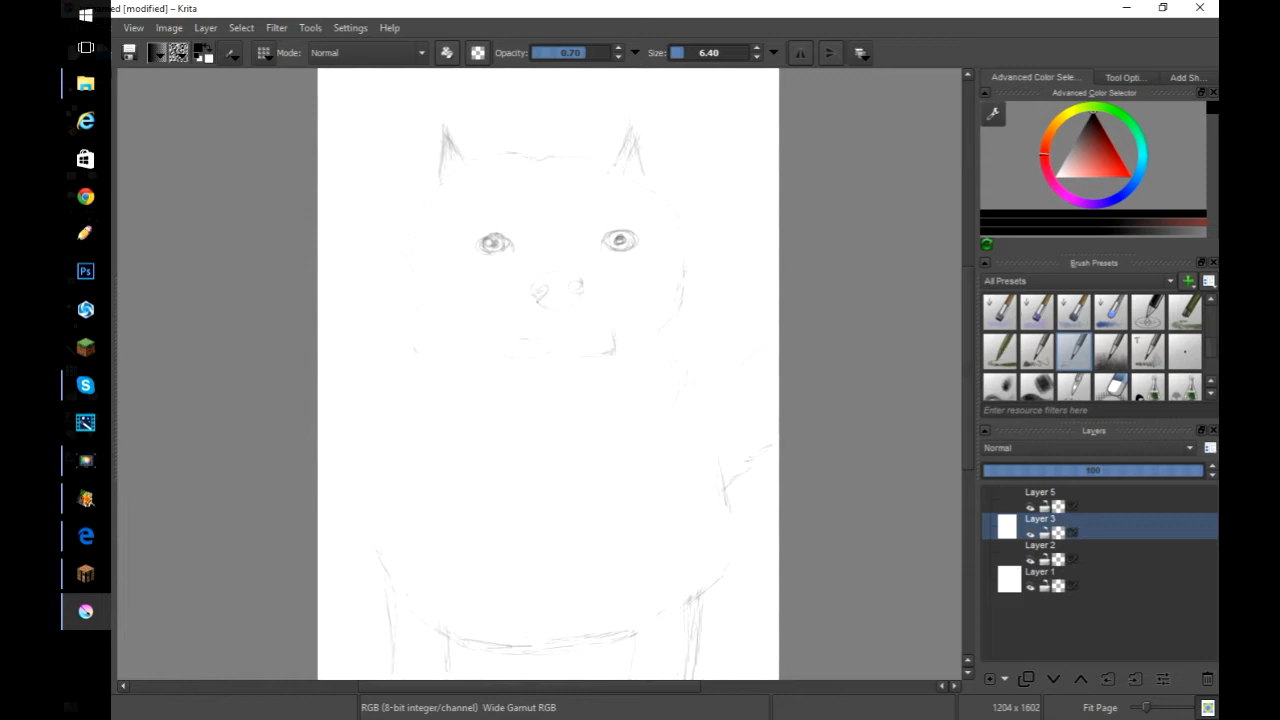 [modified] - Krita
View Image Layer Select Filter Tools Settings Help
Mode: Normal Opacity: 0.70 Size: 6.40
Advanced Color Sele... Tool Opti... Add Sh...
Advanced Color Selector
Brush Presets
All Presets
Enter resource filters here
Layers
Normal
100
Layer 5
Layer 3
Layer 2
Layer 1
Ps
RGB (8-bit integer/channel) Wide Gamut RGB 1204 x 1602 Fit Page